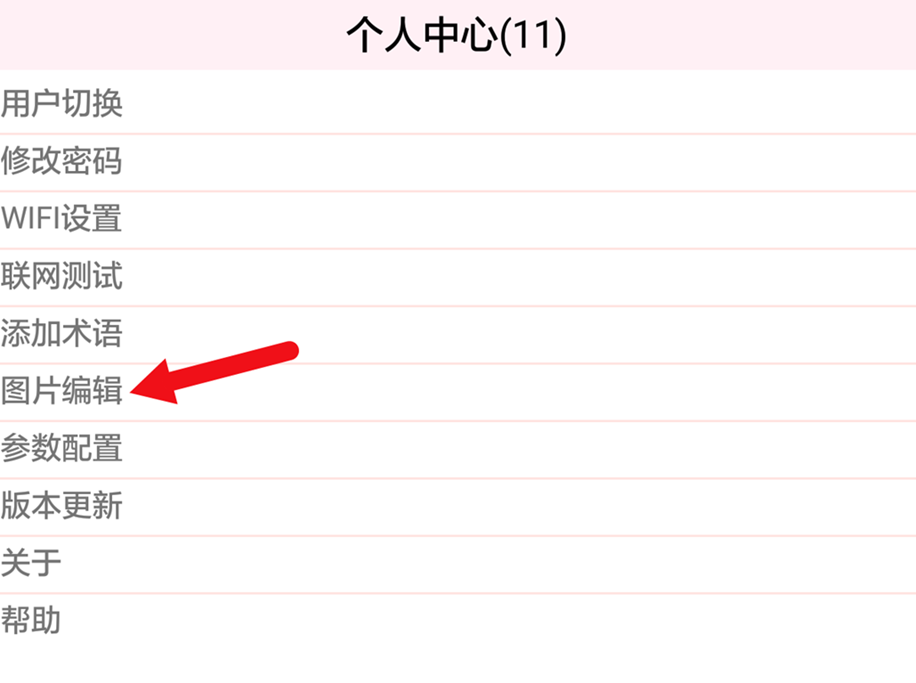 个人中心(11)
用户切换
修改密码
WIFI设置
联网测试
添加术语
图片编辑
参数配置
版本更新
关于
帮助